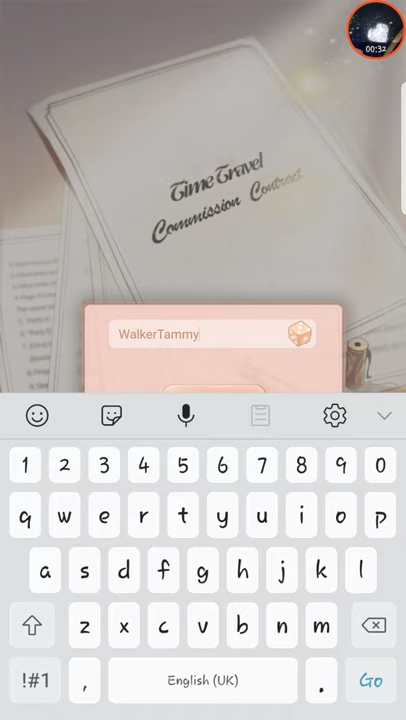 00:32
Time Travel
Commission Contract
WalkerTammy
1 2 3 4 5 6 7 8 9 0
q w e r t y u i o p
a s d f g h j k l
z x c v b n m
!#1 , English (UK) . Go